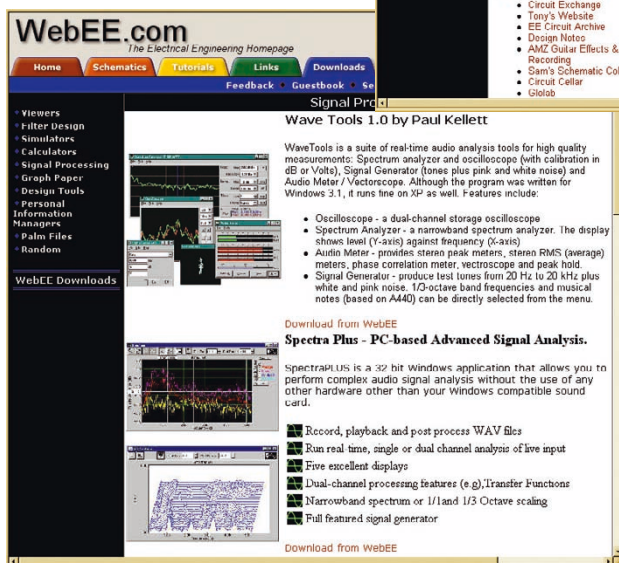 WebEE.com
The Electrical Engineering Homepage
Home Schematics Tutorials Links Downloads
Feedback Guestbook Se
Circuit Exchange
Tony's Website
EE Circuit Archive
Design Notes
AMZ Guitar Effects &
Recording
Sam's Schematic Col
Circuit Cellar
Glolab
Viewers
Filter Design
Simulators
Calculators
Signal Processing
Graph Paper
Design Tools
Personal
Information
Managers
Palm Files
Random
WebEE Downloads
Signal Pro
Wave Tools 1.0 by Paul Kellett
WaveTools is a suite of real-time audio analysis tools for high quality
measurements: Spectrum analyzer and oscilloscope (with calibration in
dB or Volts), Signal Generator (tones plus pink and white noise) and
Audio Meter / Vectorscope. Although the program was written for
Windows 3.1, it runs fine on XP as well. Features include:
Oscilloscope - a dual-channel storage oscilloscope
Spectrum Analyzer - a narrowband spectrum analyzer. The display
shows level (Y-axis) against frequency (X-axis)
Audio Meter - provides stereo peak meters, stereo RMS (average)
meters, phase correlation meter, vectroscope and peak hold.
Signal Generator - produce test tones from 20 Hz to 20 kHz plus
white and pink noise. 1/3-octave band frequencies and musical
notes (based on A440) can be directly selected from the menu.
Download from WebEE
Spectra Plus - PC-based Advanced Signal Analysis.
SpectraPLUS is a 32 bit Windows application that allows you to
perform complex audio signal analysis without the use of any
other hardware other than your Windows compatible sound
card.
Record, playback and post process WAV files
Run real-time, single or dual channel analysis of live input
Five excellent displays
Dual-channel processing features (e.g),Transfer Functions
Narrowband spectrum or 1/1and 1/3 Octave scaling
Full featured signal generator
Download from WebEE